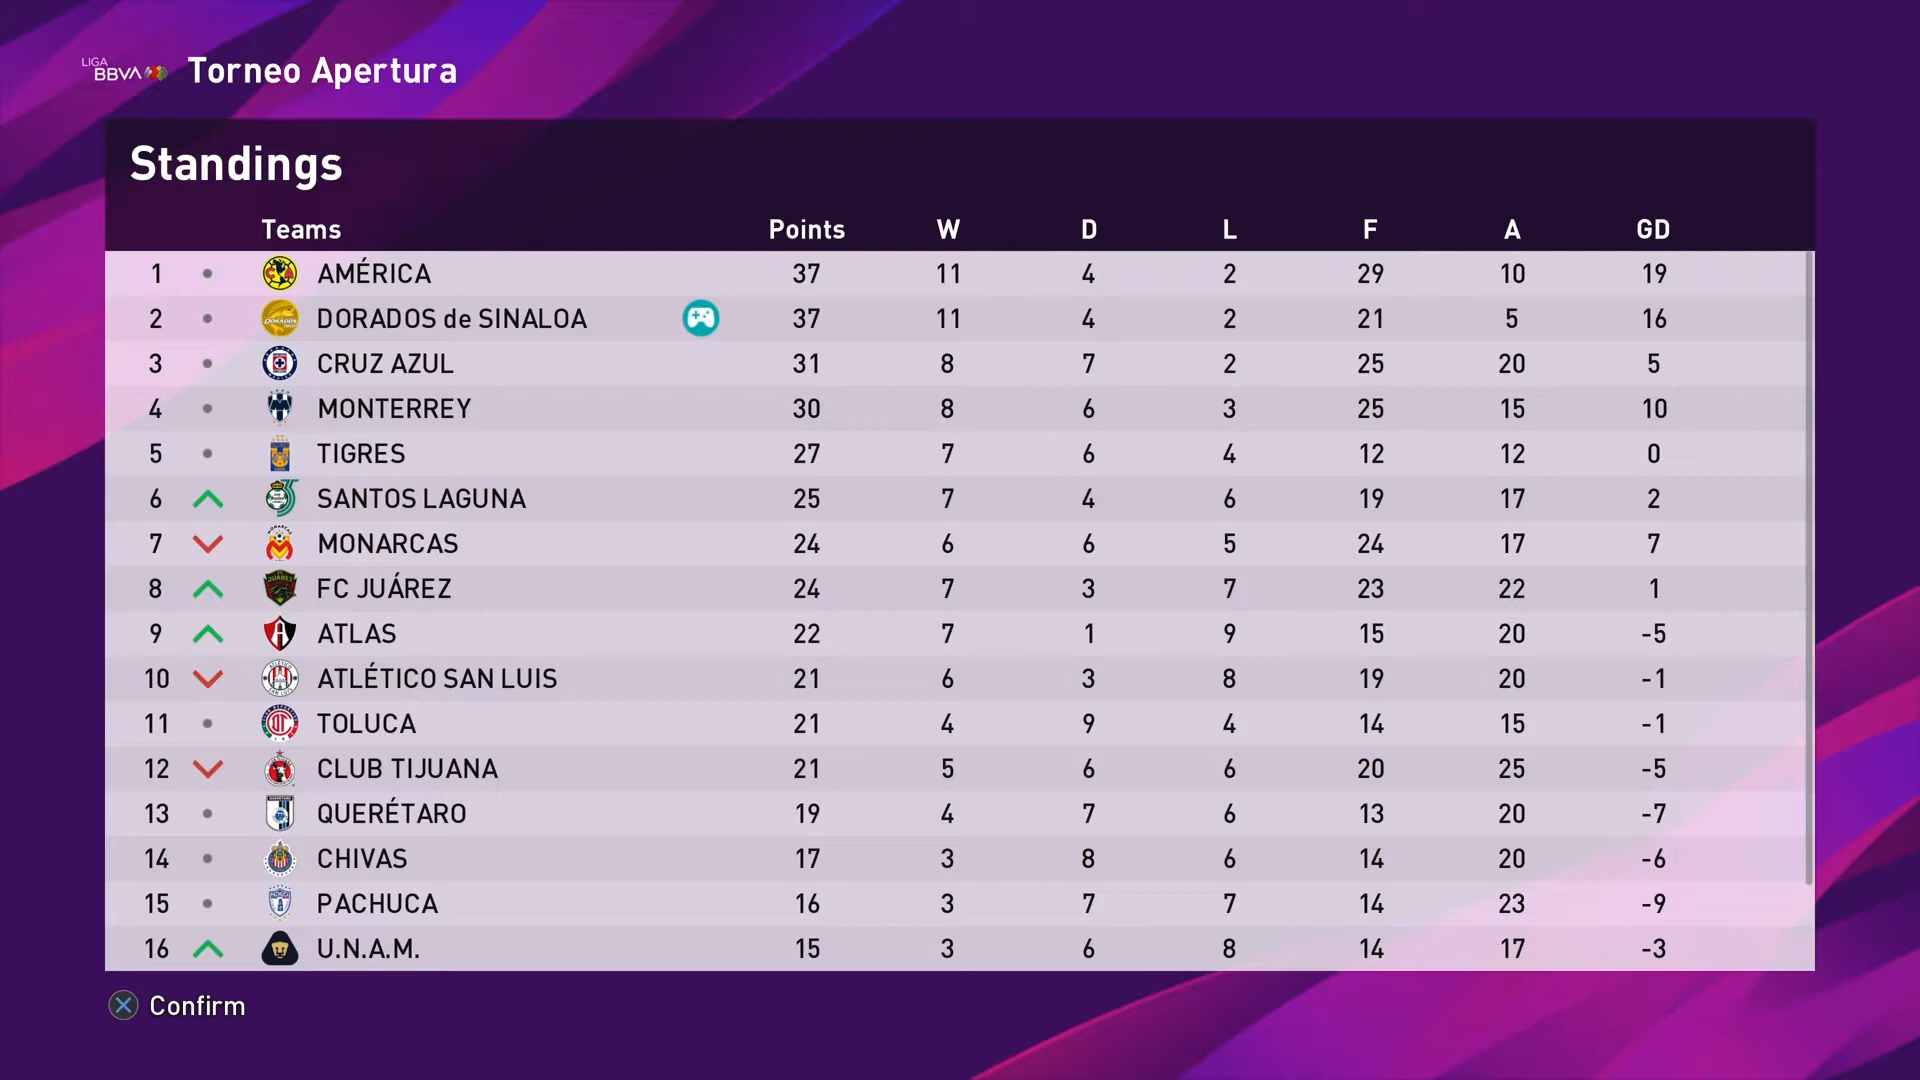 LIGA
BBVA MX Torneo Apertura
Standings
Teams Points W D L F A GD
1 AMÉRICA 37 11 4 2 29 10 19
2 DORADOS de SINALOA 37 11 4 2 21 5 16
3 CRUZ AZUL 31 8 7 2 25 20 5
4 MONTERREY 30 8 6 3 25 15 10
5 TIGRES 27 7 6 4 12 12 0
6 SANTOS LAGUNA 25 7 4 6 19 17 2
7 MONARCAS 24 6 6 5 24 17 7
8 FC JUÁREZ 24 7 3 7 23 22 1
9 ATLAS 22 7 1 9 15 20 -5
10 ATLÉTICO SAN LUIS 21 6 3 8 19 20 -1
11 TOLUCA 21 4 9 4 14 15 -1
12 CLUB TIJUANA 21 5 6 6 20 25 -5
13 QUERÉTARO 19 4 7 6 13 20 -7
14 CHIVAS 17 3 8 6 14 20 -6
15 PACHUCA 16 3 7 7 14 23 -9
16 U.N.A.M. 15 3 6 8 14 17 -3
Confirm